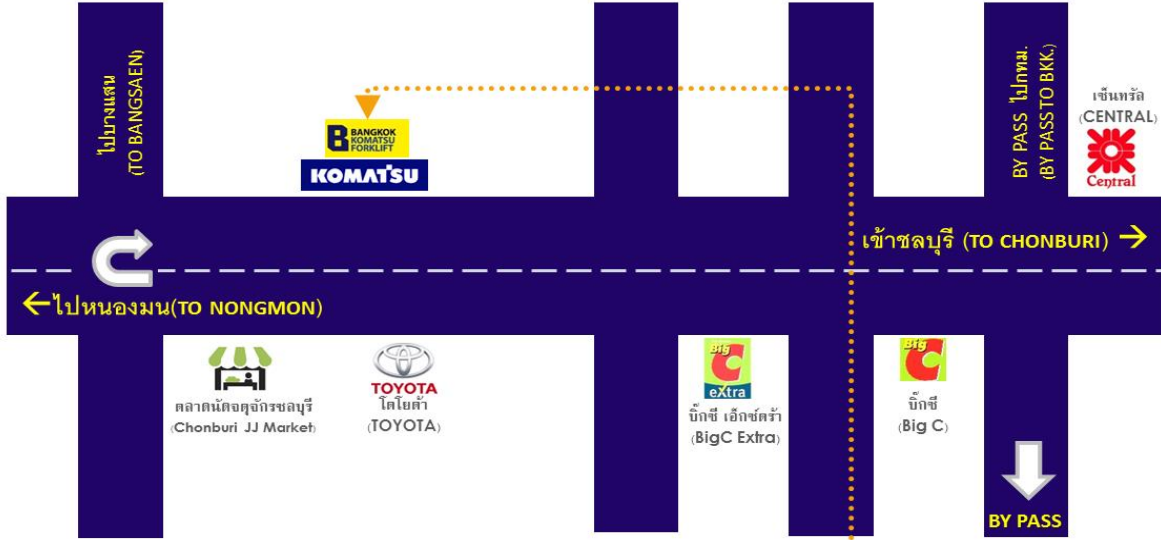 ไปบางแสน
(TO BANGSAEN)
BY PASS ไปกทม.
(BY PASS TO BKK.)
เซ็นทรัล
(CENTRAL)
Central
B BANGKOK
KOMATSU
FORKLIFT
KOMATSU
เข้าชลบุรี (TO CHONBURI) →
←ไปหนองมน(TO NONGMON)
ตลาดนัดจตุจักรชลบุรี
(Chonburi JJ Market)
TOYOTA
โตโยต้า
(TOYOTA)
Big
C
eXtra
บิ๊กซี เอ็กซ์ตร้า
(BigC Extra)
Big
C
บิ๊กซี
(Big C)
BY PASS